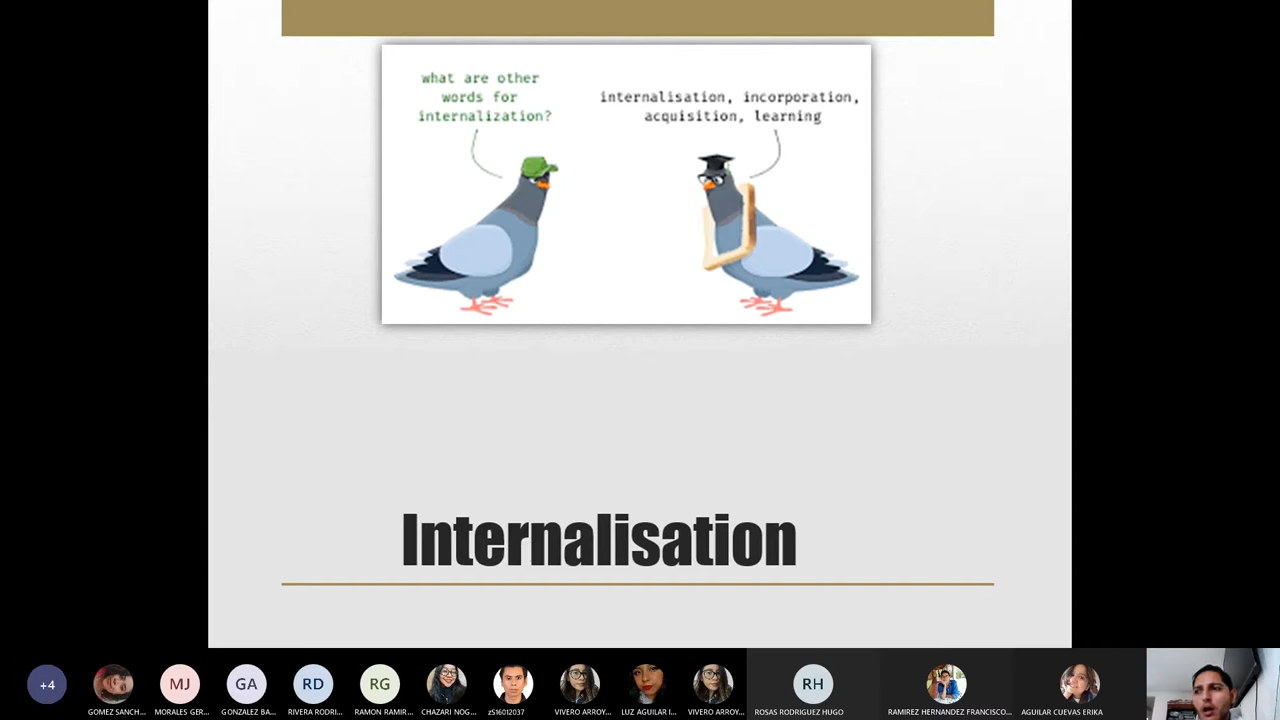 what are other
words for
internalization?
internalisation, incorporation,
acquisition, learning
Internalisation
+4
MJ
GA
RD
RG
RH
GOMEZ SANCH...
MORALES GER...
GONZALEZ BA...
RIVERA RODRI...
RAMON RAMIR...
CHAZARI NOG...
zS16012037
VIVERO ARROY...
LUZ AGUILAR I...
VIVERO ARROY...
ROSAS RODRIGUEZ HUGO
RAMIREZ HERNANDEZ FRANCISCO...
AGUILAR CUEVAS ERIKA